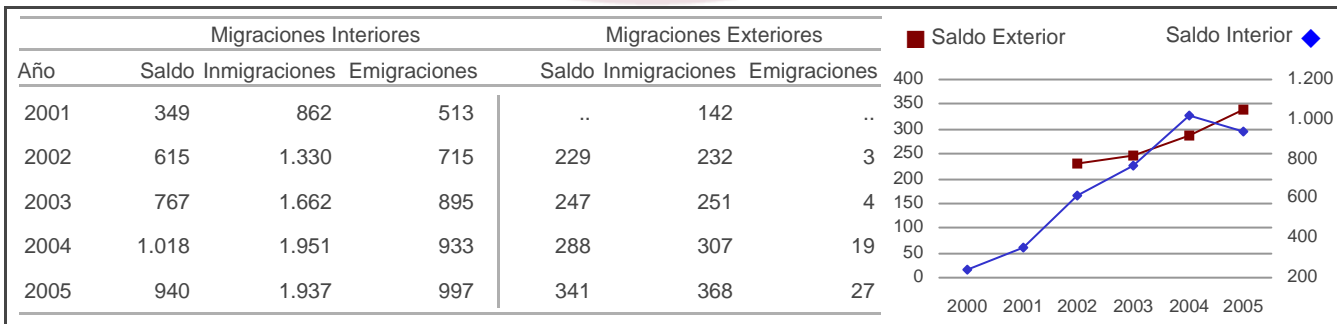 Migraciones Interiores Migraciones Exteriores
Año Saldo Inmigraciones Emigraciones Saldo Inmigraciones Emigraciones
2001 349 862 513 .. 142 ..
2002 615 1.330 715 229 232 3
2003 767 1.662 895 247 251 4
2004 1.018 1.951 933 288 307 19
2005 940 1.937 997 341 368 27
Saldo Exterior Saldo Interior
400 1.200
350
300 1.000
250 800
200
150 600
100 400
50
0 200
2000 2001 2002 2003 2004 2005